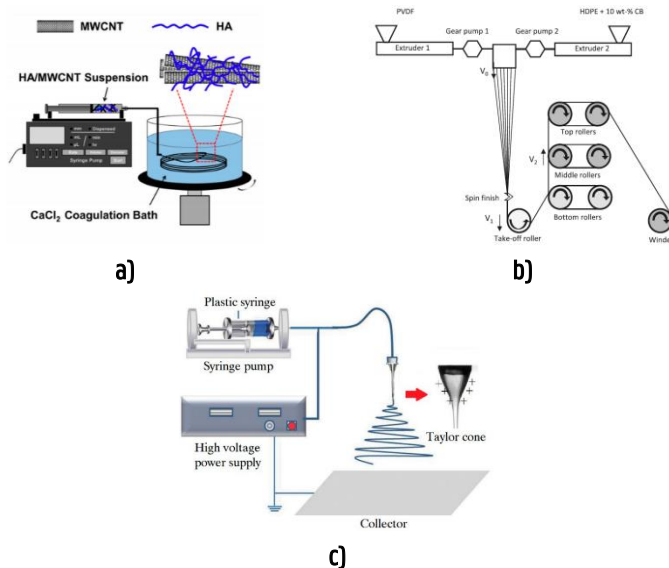 a)
MWCNT
HA
HA/MWCNT Suspension
Syringe Pump
CaCl₂ Coagulation Bath
b)
PVDF
HDPE + 10 wt-% CB
Gear pump 1
Gear pump 2
Extruder 1
Extruder 2
V₀
Top rollers
V₂
Middle rollers
Spin finish
Bottom rollers
V₁
Take-off roller
Winde
a)
b)
Plastic syringe
Syringe pump
High voltage
power supply
Taylor cone
Collector
c)